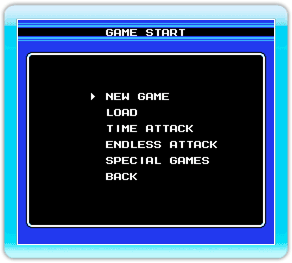 GAME START
NEW GAME
LOAD
TIME ATTACK
ENDLESS ATTACK
SPECIAL GAMES
BACK